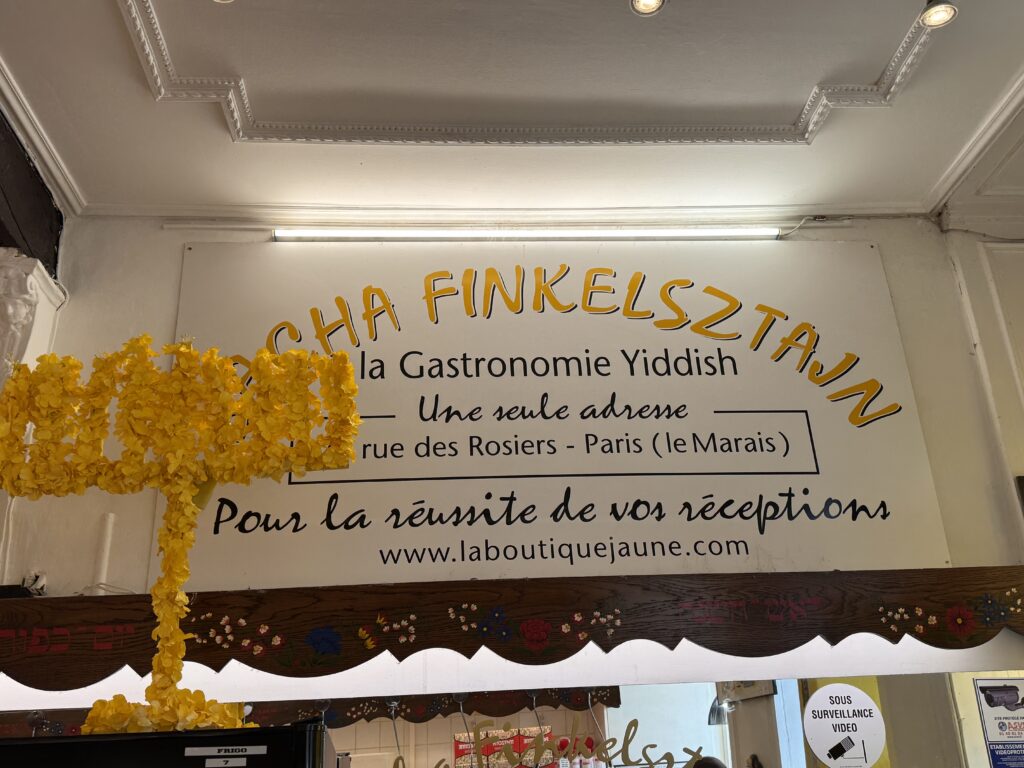 CHA FINKELSZTAJN
la Gastronomie Yiddish
Une seule adresse
rue des Rosiers - Paris (le Marais)
Pour la réussite de vos réceptions
www.laboutiquejaune.com
SOUS
SURVEILLANCE
VIDEO
FRIGO
7